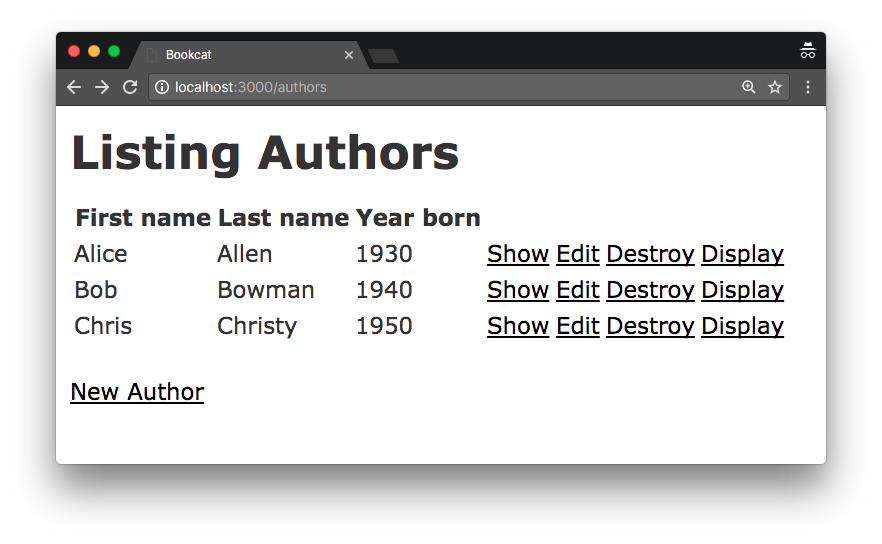 Bookcat
localhost:3000/authors
Listing Authors
First name Last name Year born
Alice Allen 1930 Show Edit Destroy Display
Bob Bowman 1940 Show Edit Destroy Display
Chris Christy 1950 Show Edit Destroy Display
New Author